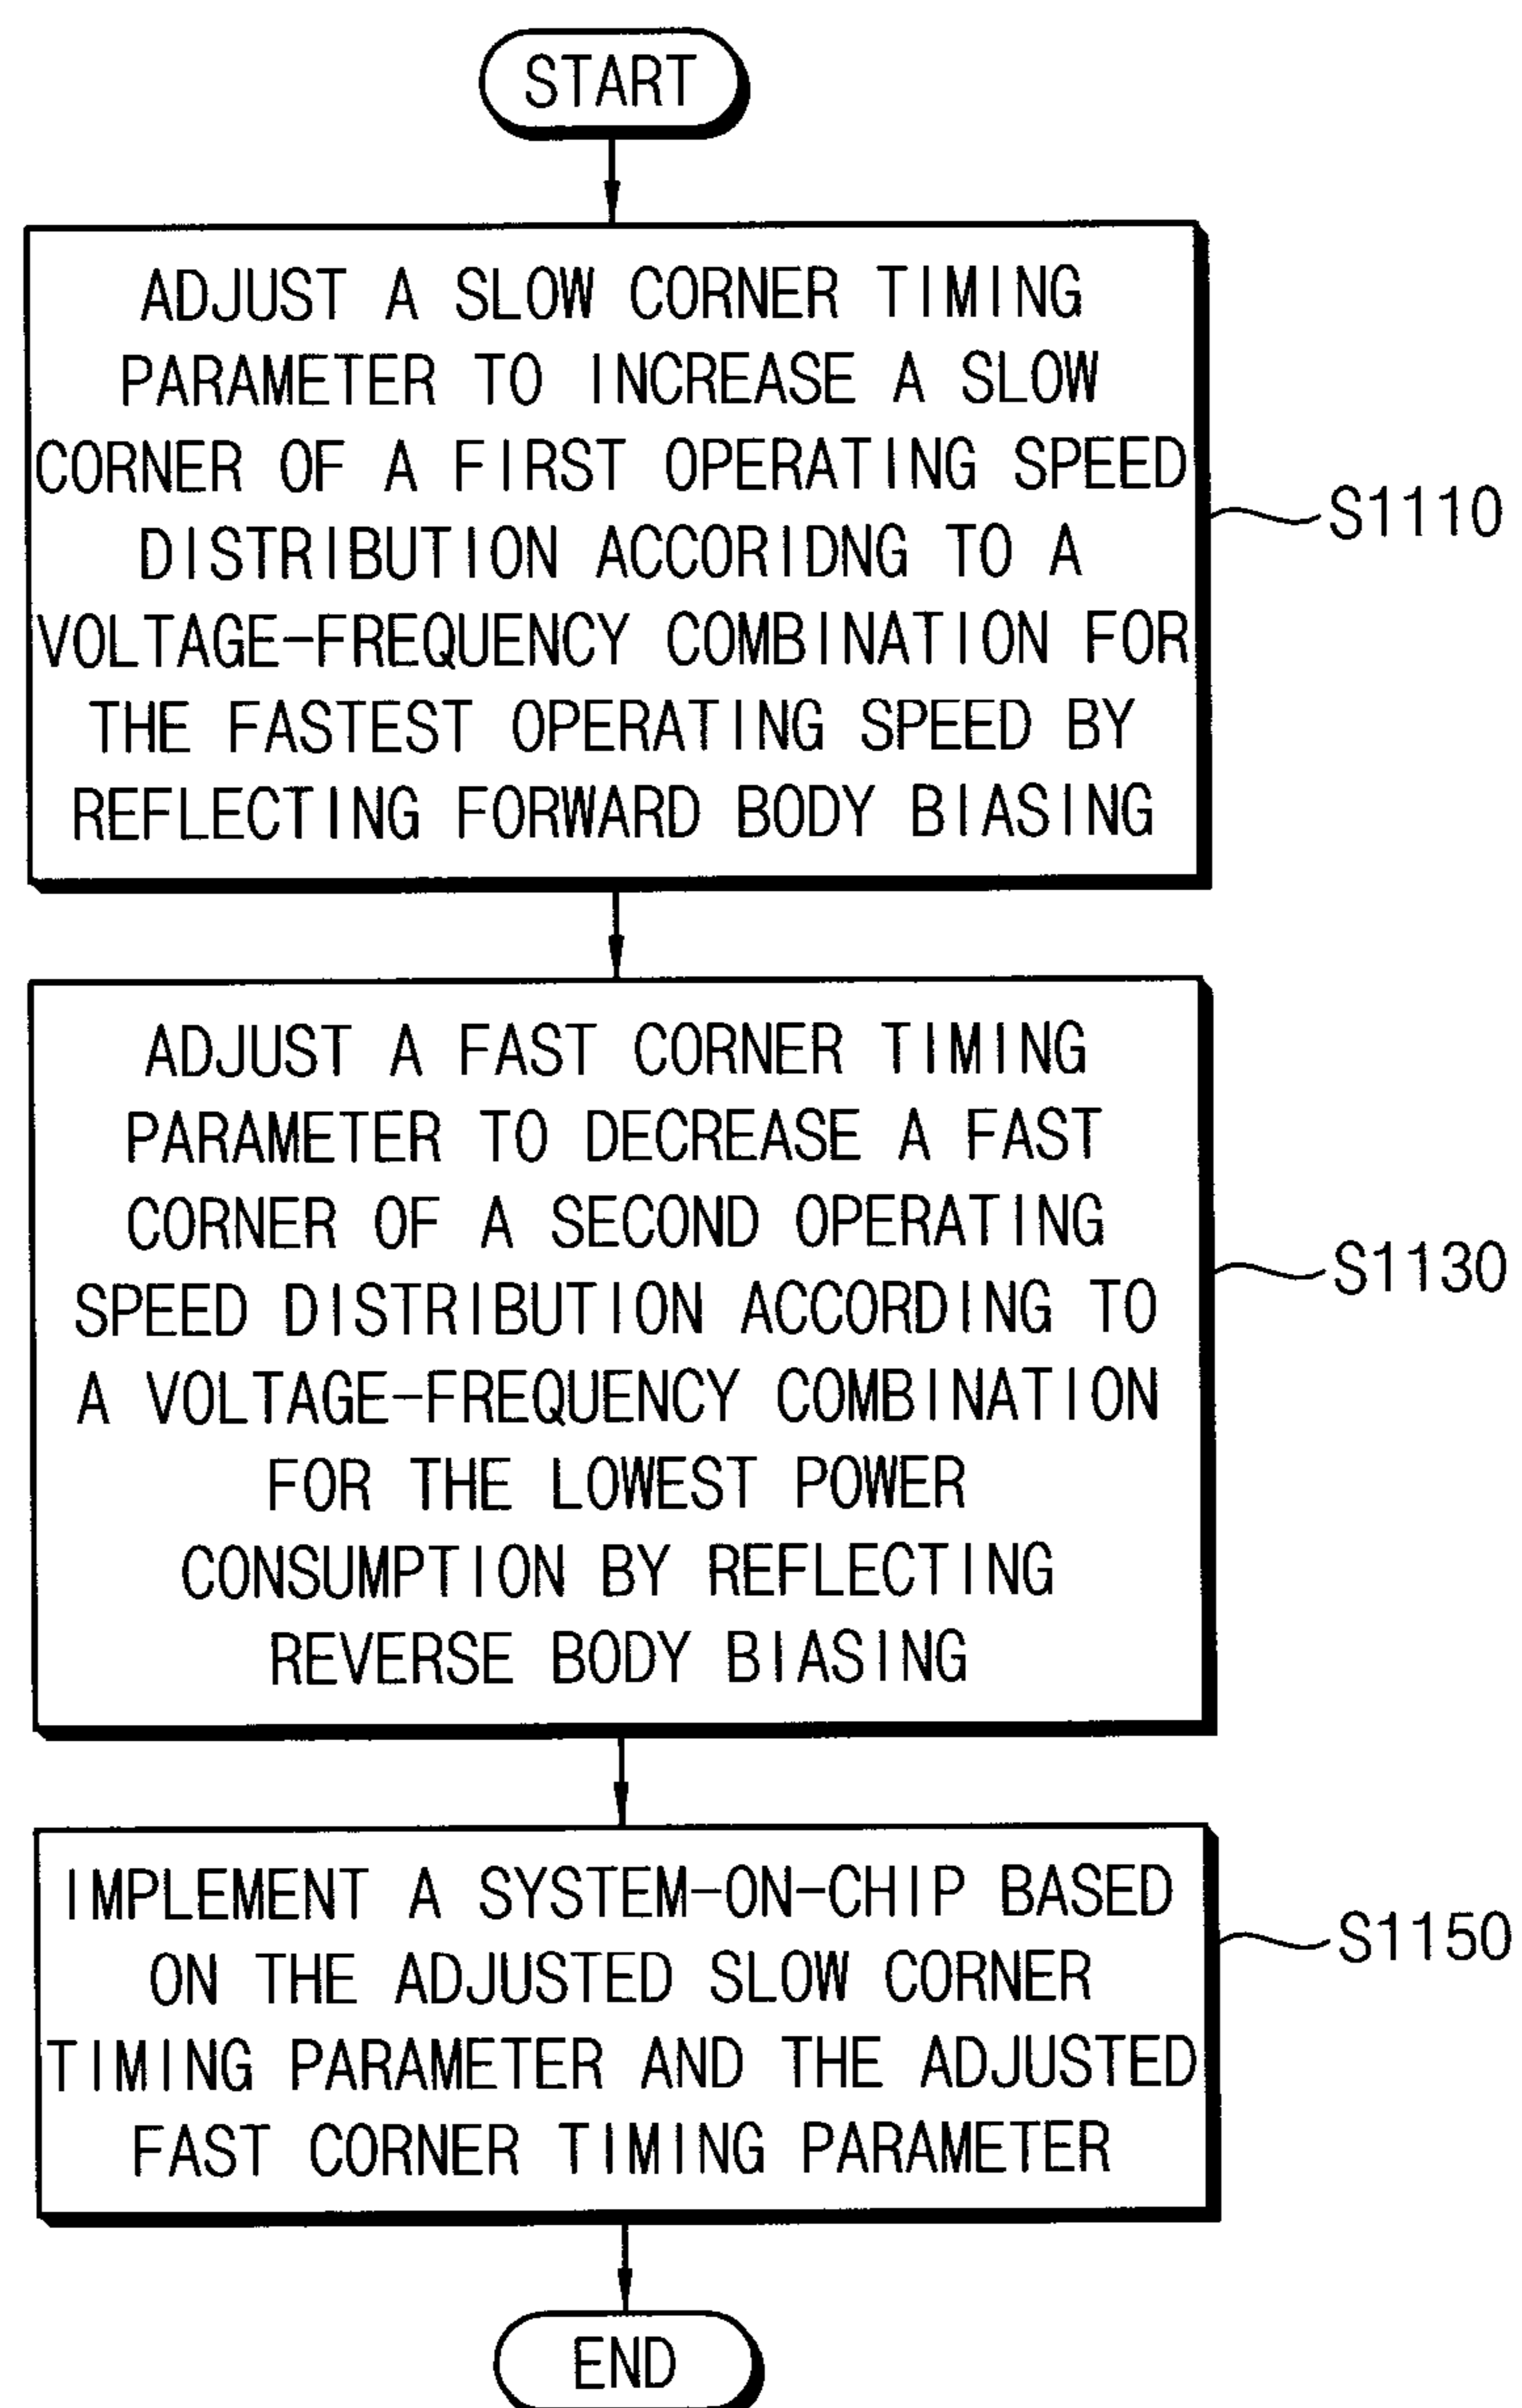 START
ADJUST A SLOW CORNER TIMING
PARAMETER TO INCREASE A SLOW
CORNER OF A FIRST OPERATING SPEED
DISTRIBUTION ACCORIDNG TO A
VOLTAGE-FREQUENCY COMBINATION FOR
THE FASTEST OPERATING SPEED BY
REFLECTING FORWARD BODY BIASING
S1110
ADJUST A FAST CORNER TIMING
PARAMETER TO DECREASE A FAST
CORNER OF A SECOND OPERATING
SPEED DISTRIBUTION ACCORDING TO
A VOLTAGE-FREQUENCY COMBINATION
FOR THE LOWEST POWER
CONSUMPTION BY REFLECTING
REVERSE BODY BIASING
S1130
IMPLEMENT A SYSTEM-ON-CHIP BASED
ON THE ADJUSTED SLOW CORNER
TIMING PARAMETER AND THE ADJUSTED
FAST CORNER TIMING PARAMETER
S1150
END